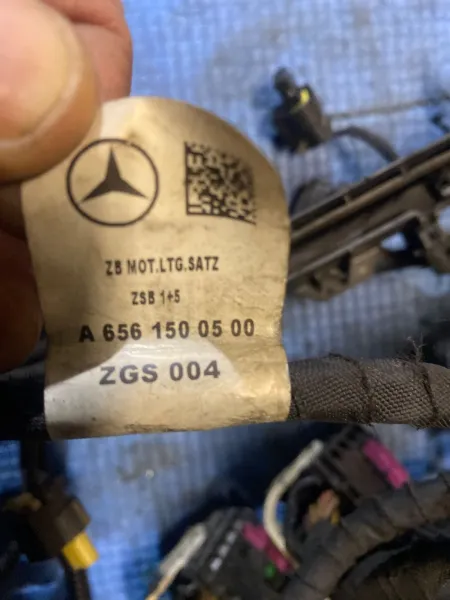 ZB MOT.LTG.SATZ
ZSB 1+5
A 656 150 05 00
ZGS 004